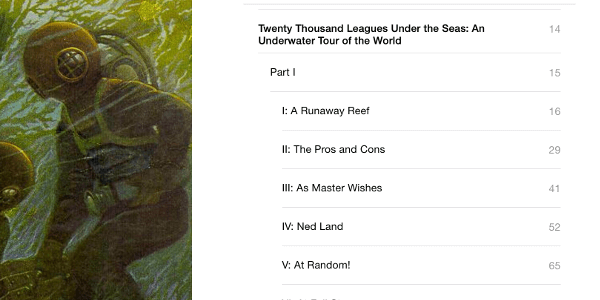 Twenty Thousand Leagues Under the Seas: An
Underwater Tour of the World
14
Part I
15
I: A Runaway Reef
16
II: The Pros and Cons
29
III: As Master Wishes
41
IV: Ned Land
52
V: At Random!
65